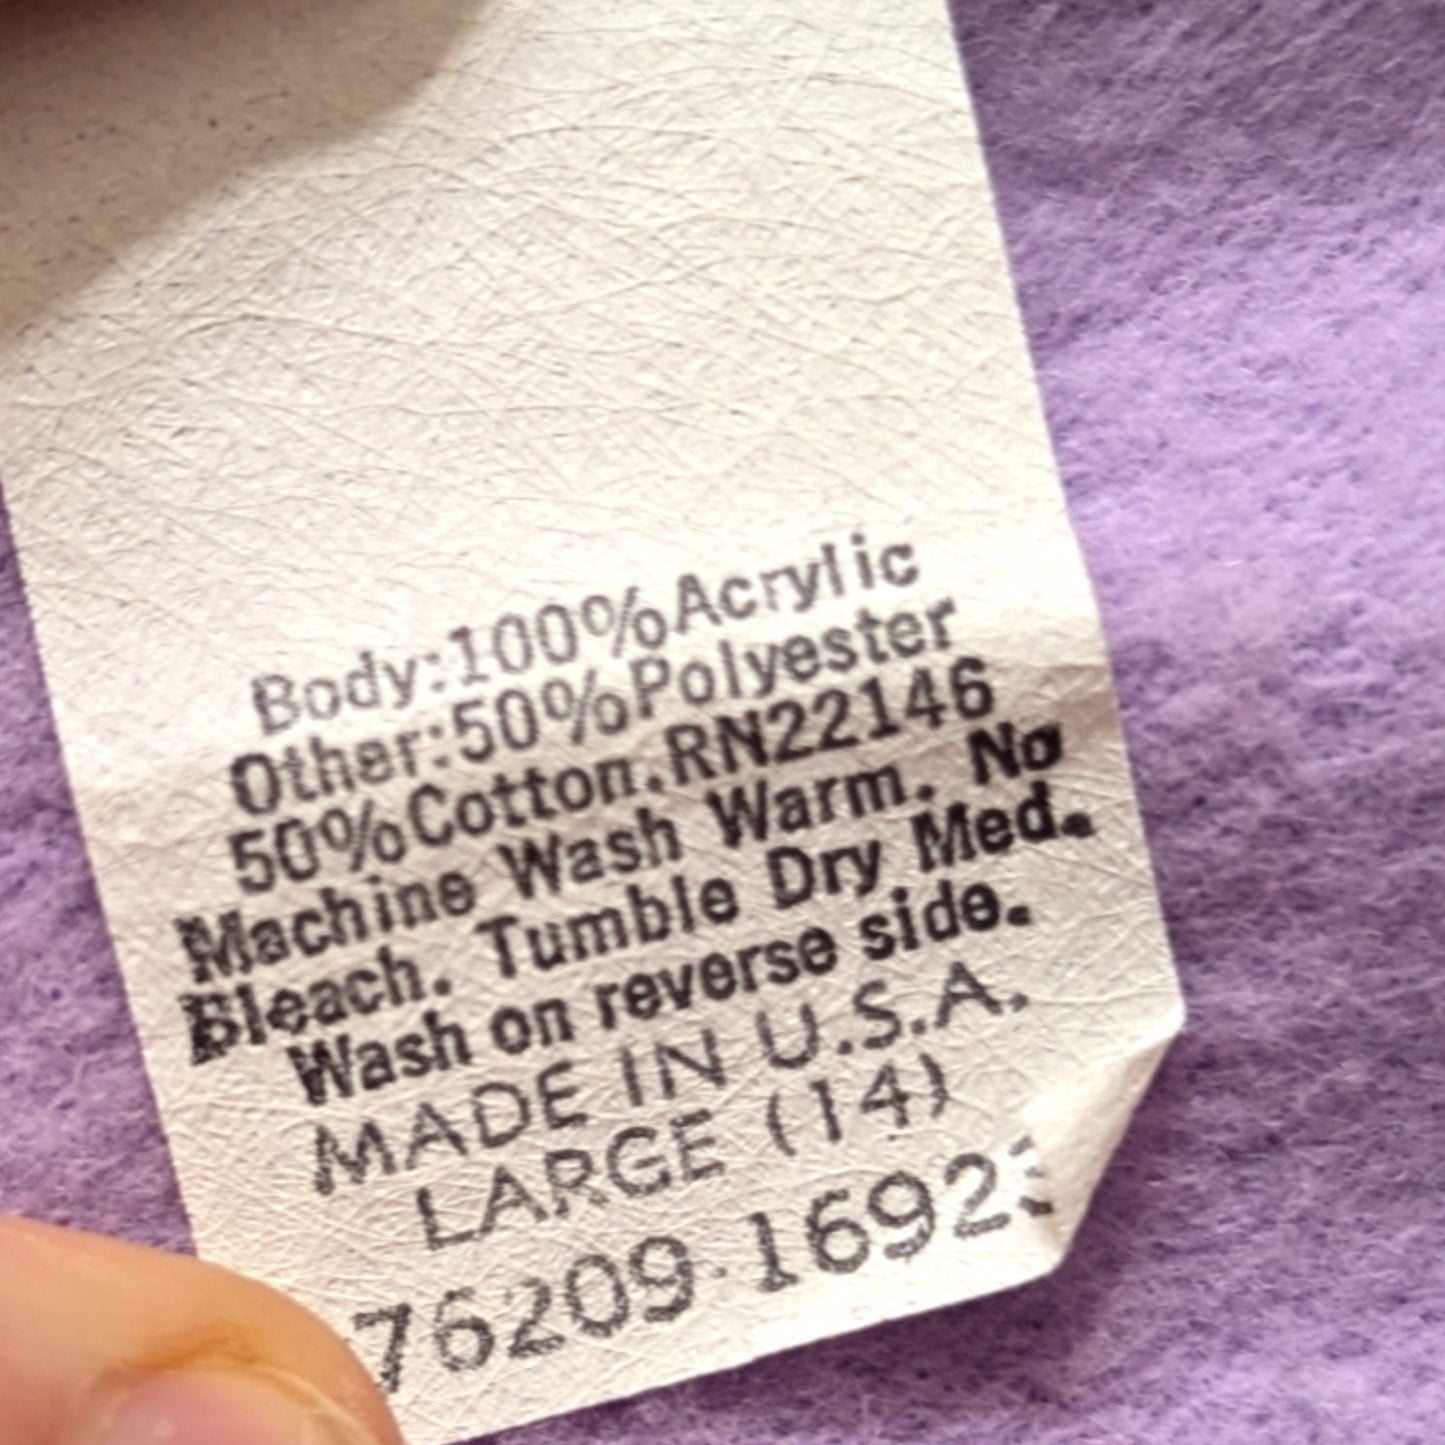 Body:100%Acrylic
Other:50%Polyester
50%Cotton.RN22146
Machine Wash Warm. No
Bleach. Tumble Dry Med.
Wash on reverse side.
MADE IN U.S.A.
LARGE (14)
76209